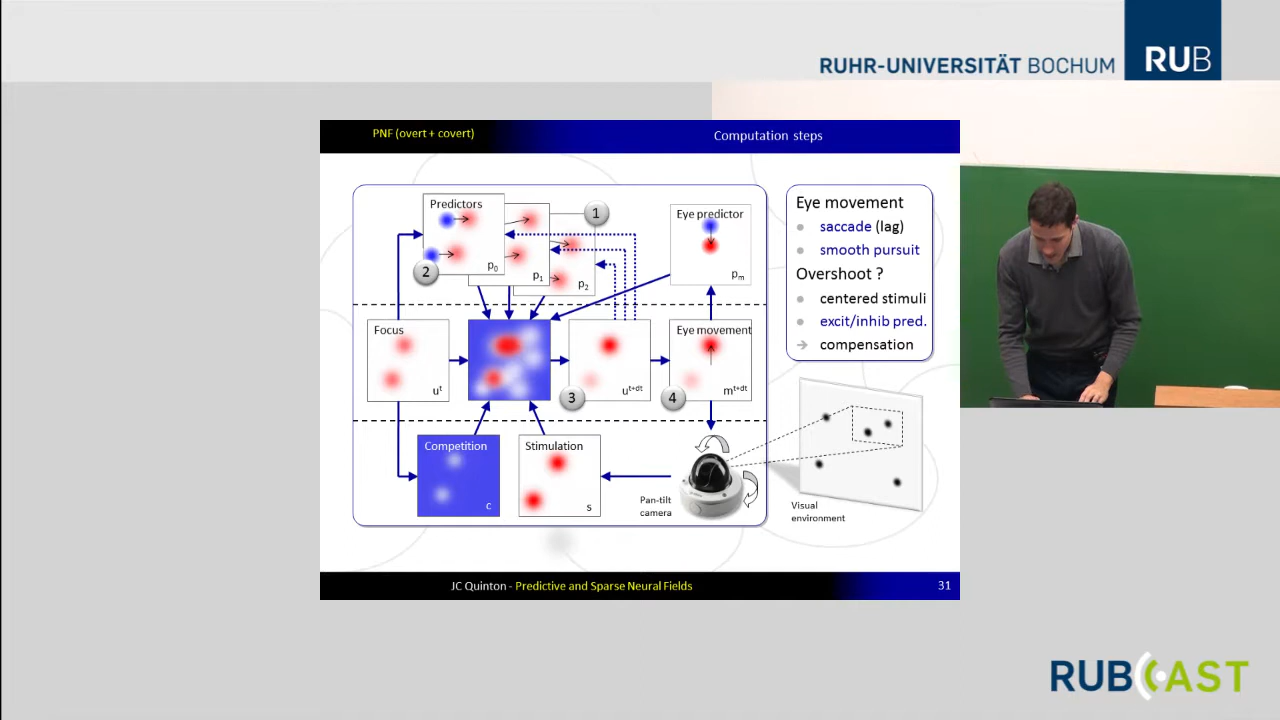 RUHR-UNIVERSITÄT BOCHUM
RUB
PNF (overt + covert)
Computation steps
Predictors
1
2
p0
p1
p2
Eye predictor
pm
Focus
ut
3
ut+dt
Eye movement
4
mt+dt
Competition
c
Stimulation
s
Pan-tilt
camera
Visual
environment
Eye movement
saccade (lag)
smooth pursuit
Overshoot ?
centered stimuli
excit/inhib pred.
→ compensation
JC Quinton - Predictive and Sparse Neural Fields
31
RUBCAST